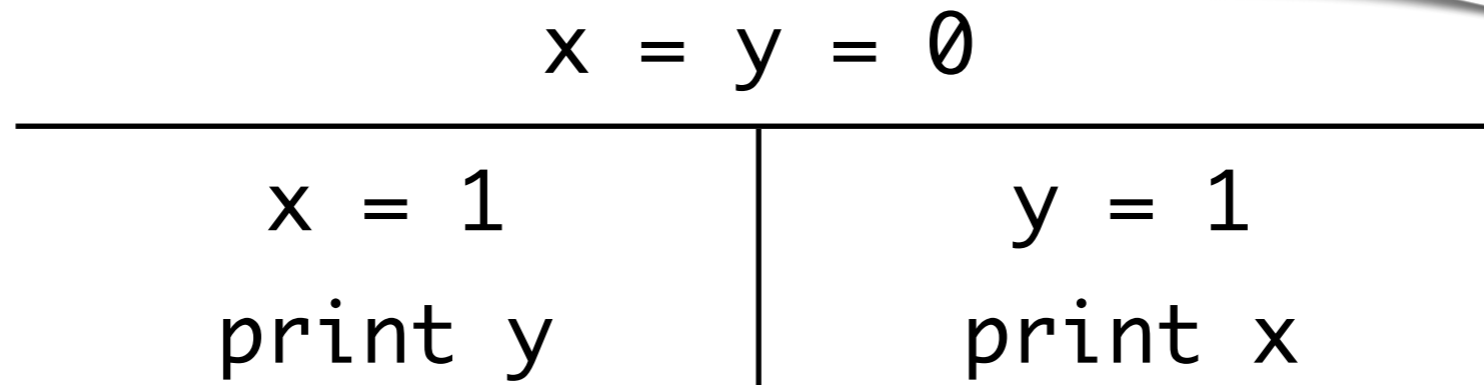 x = y = 0
x = 1
print y
y = 1
print x